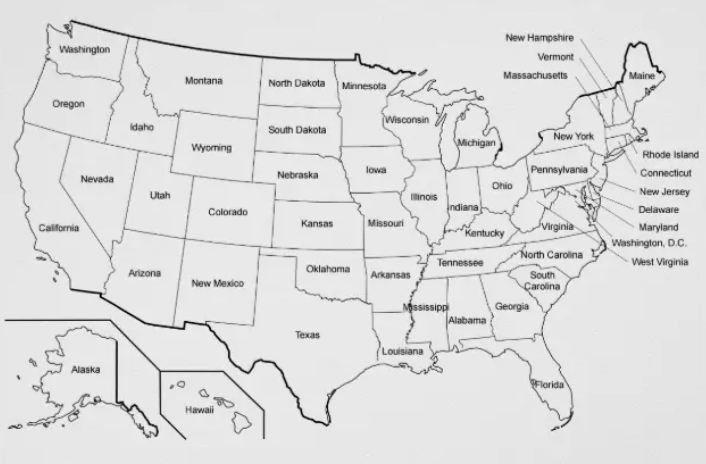 New Hampshire
Vermont
Massachusetts
Washington
Montana
North Dakota
Minnesota
Maine
Oregon
Idaho
South Dakota
Wisconsin
Michigan
New York
Wyoming
Rhode Island
Connecticut
Nevada
Utah
Nebraska
Iowa
Illinois
Indiana
Ohio
Pennsylvania
New Jersey
Delaware
Maryland
Washington, D.C.
West Virginia
California
Colorado
Kansas
Missouri
Kentucky
Virginia
Arizona
New Mexico
Oklahoma
Arkansas
Tennessee
North Carolina
South
Carolina
Texas
Louisiana
Mississippi
Alabama
Georgia
Florida
Alaska
Hawaii